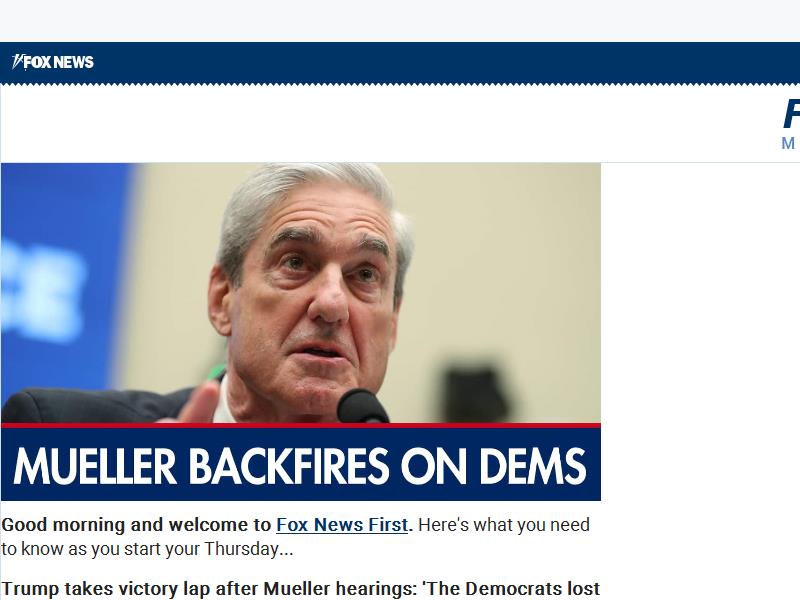 FOX NEWS
F
M
MUELLER BACKFIRES ON DEMS
Good morning and welcome to Fox News First. Here's what you need
to know as you start your Thursday...
Trump takes victory lap after Mueller hearings: 'The Democrats lost